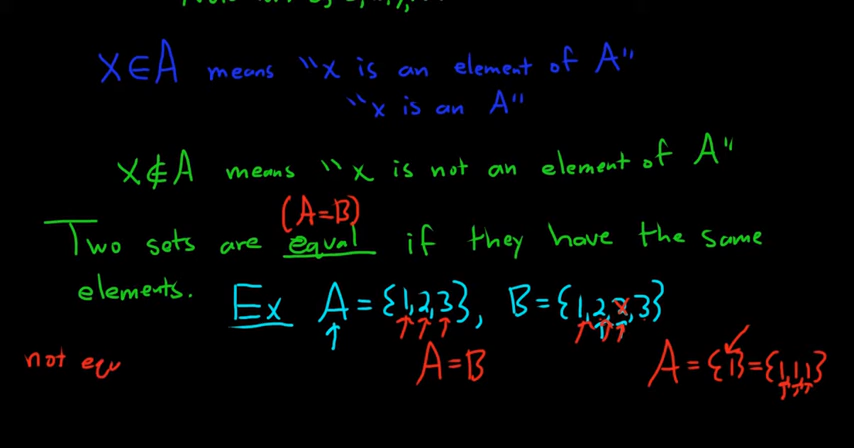 x ∈ A means "x is an element of A"
"x is an A"
x ∉ A means "x is not an element of A"
(A=B)
Two sets are equal if they have the same
elements. Ex A = {1,2,3}, B = {1,2,2,3}
not equ A=B A = {1} = {1,1,1}